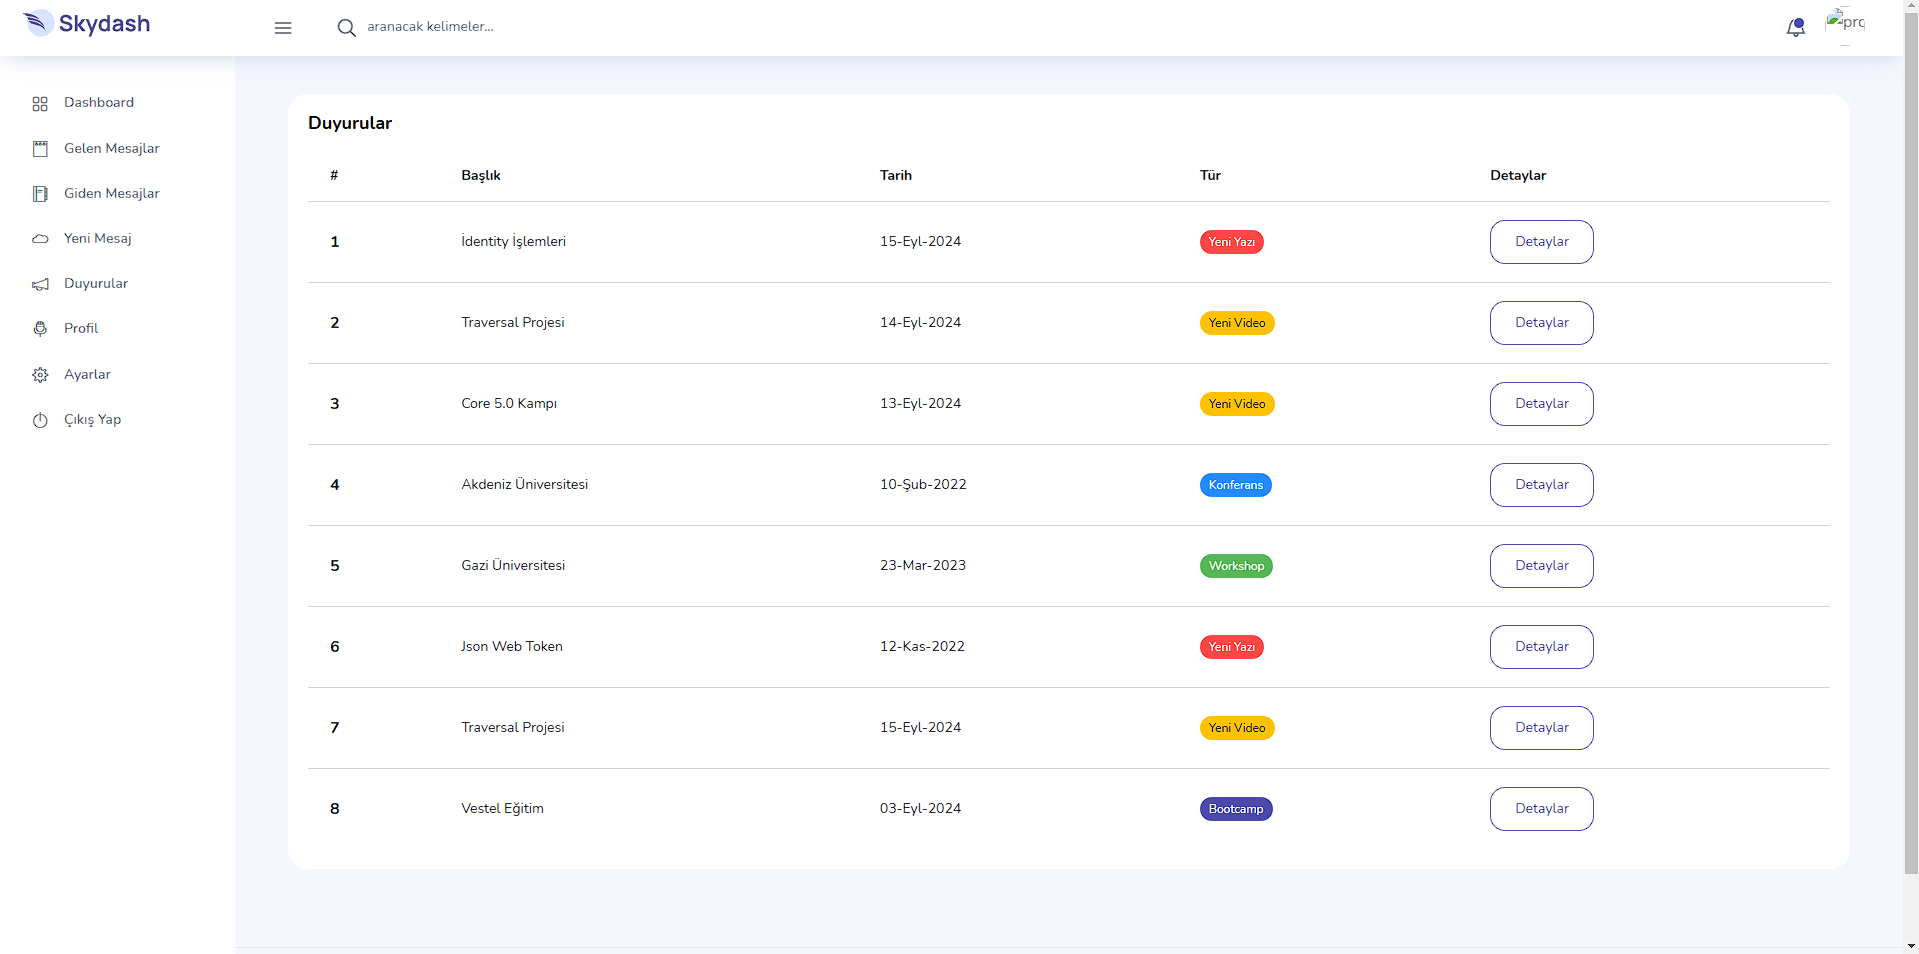 Skydash
aranacak kelimeler...
Dashboard
Gelen Mesajlar
Giden Mesajlar
Yeni Mesaj
Duyurular
Profil
Ayarlar
Çıkış Yap
Duyurular
# Başlık Tarih Tür Detaylar
1 İdentity İşlemleri 15-Eyl-2024 Yeni Yazı Detaylar
2 Traversal Projesi 14-Eyl-2024 Yeni Video Detaylar
3 Core 5.0 Kampı 13-Eyl-2024 Yeni Video Detaylar
4 Akdeniz Üniversitesi 10-Şub-2022 Konferans Detaylar
5 Gazi Üniversitesi 23-Mar-2023 Workshop Detaylar
6 Json Web Token 12-Kas-2022 Yeni Yazı Detaylar
7 Traversal Projesi 15-Eyl-2024 Yeni Video Detaylar
8 Vestel Eğitim 03-Eyl-2024 Bootcamp Detaylar